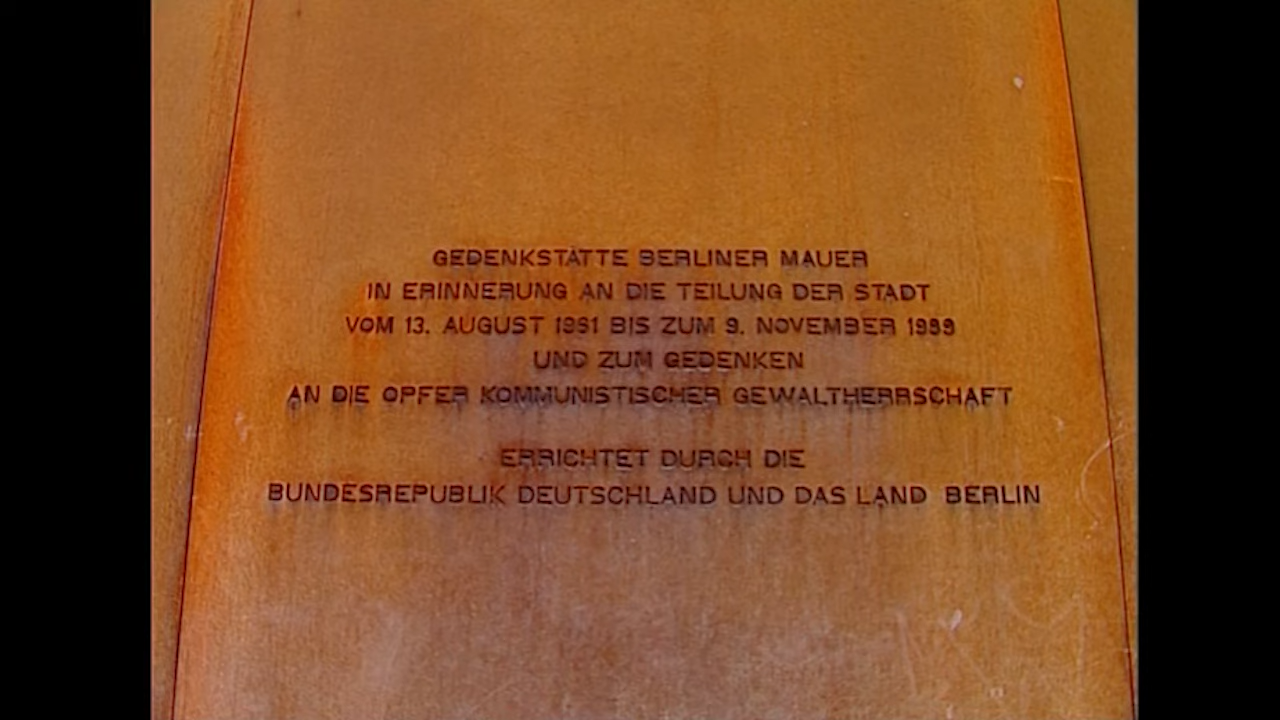 GEDENKSTÄTTE BERLINER MAUER
IN ERINNERUNG AN DIE TEILUNG DER STADT
VOM 13. AUGUST 1961 BIS ZUM 9. NOVEMBER 1989
UND ZUM GEDENKEN
AN DIE OPFER KOMMUNISTISCHER GEWALTHERRSCHAFT
ERRICHTET DURCH DIE
BUNDESREPUBLIK DEUTSCHLAND UND DAS LAND BERLIN